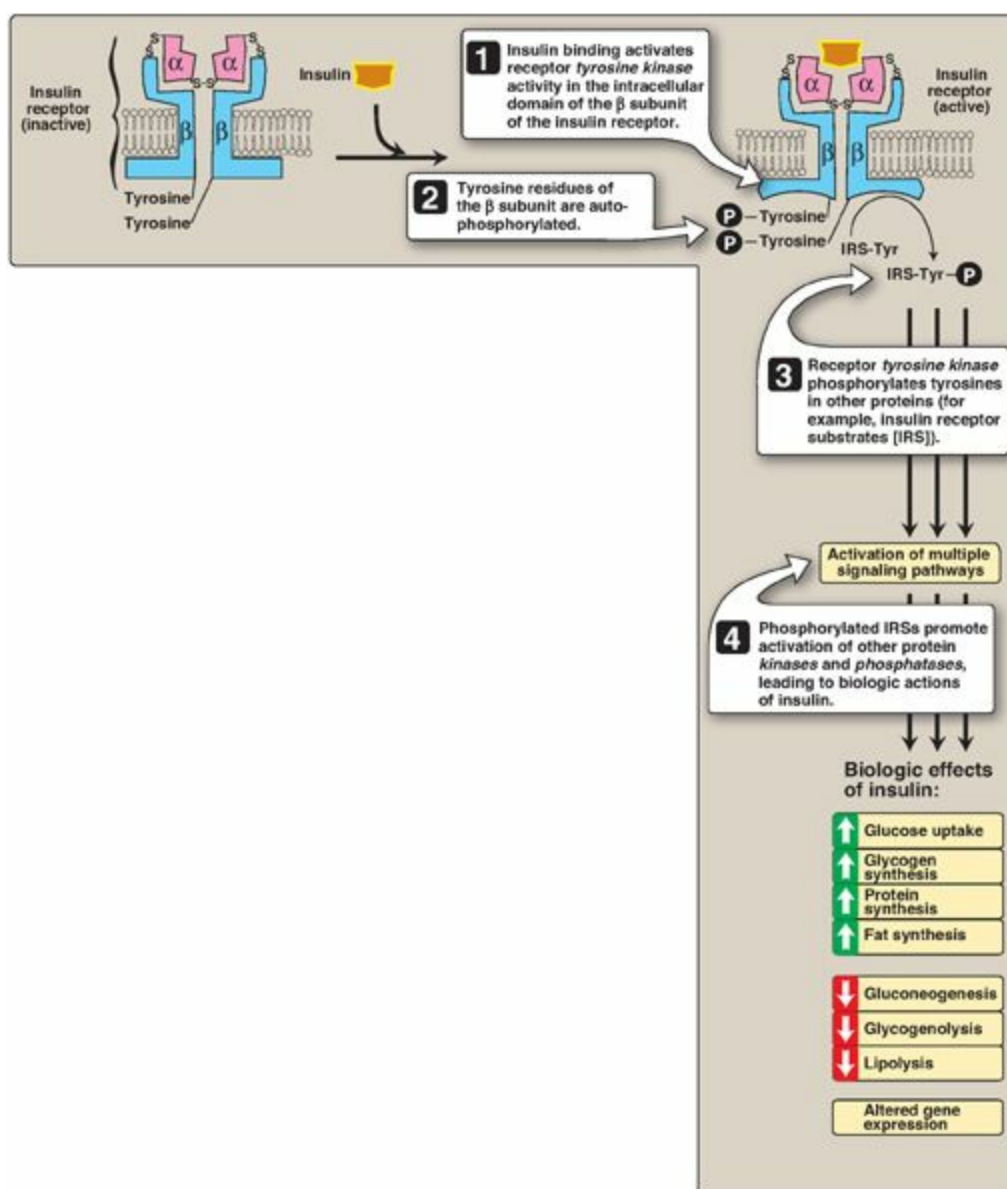 Insulin
receptor
(inactive)
S
S
α
α
S
S
S-S
β
β
Tyrosine
Tyrosine
Insulin
1 Insulin binding activates
receptor tyrosine kinase
activity in the intracellular
domain of the β subunit
of the insulin receptor.
2 Tyrosine residues of
the β subunit are auto-
phosphorylated.
S
S
α
α
S
S
S-S
β
β
Insulin
receptor
(active)
P-Tyrosine
P-Tyrosine
IRS-Tyr
IRS-Tyr-P
3 Receptor tyrosine kinase
phosphorylates tyrosines
in other proteins (for
example, insulin receptor
substrates [IRS]).
Activation of multiple
signaling pathways
4 Phosphorylated IRSs promote
activation of other protein
kinases and phosphatases,
leading to biologic actions
of insulin.
Biologic effects
of insulin:
Glucose uptake
Glycogen
synthesis
Protein
synthesis
Fat synthesis
Gluconeogenesis
Glycogenolysis
Lipolysis
Altered gene
expression